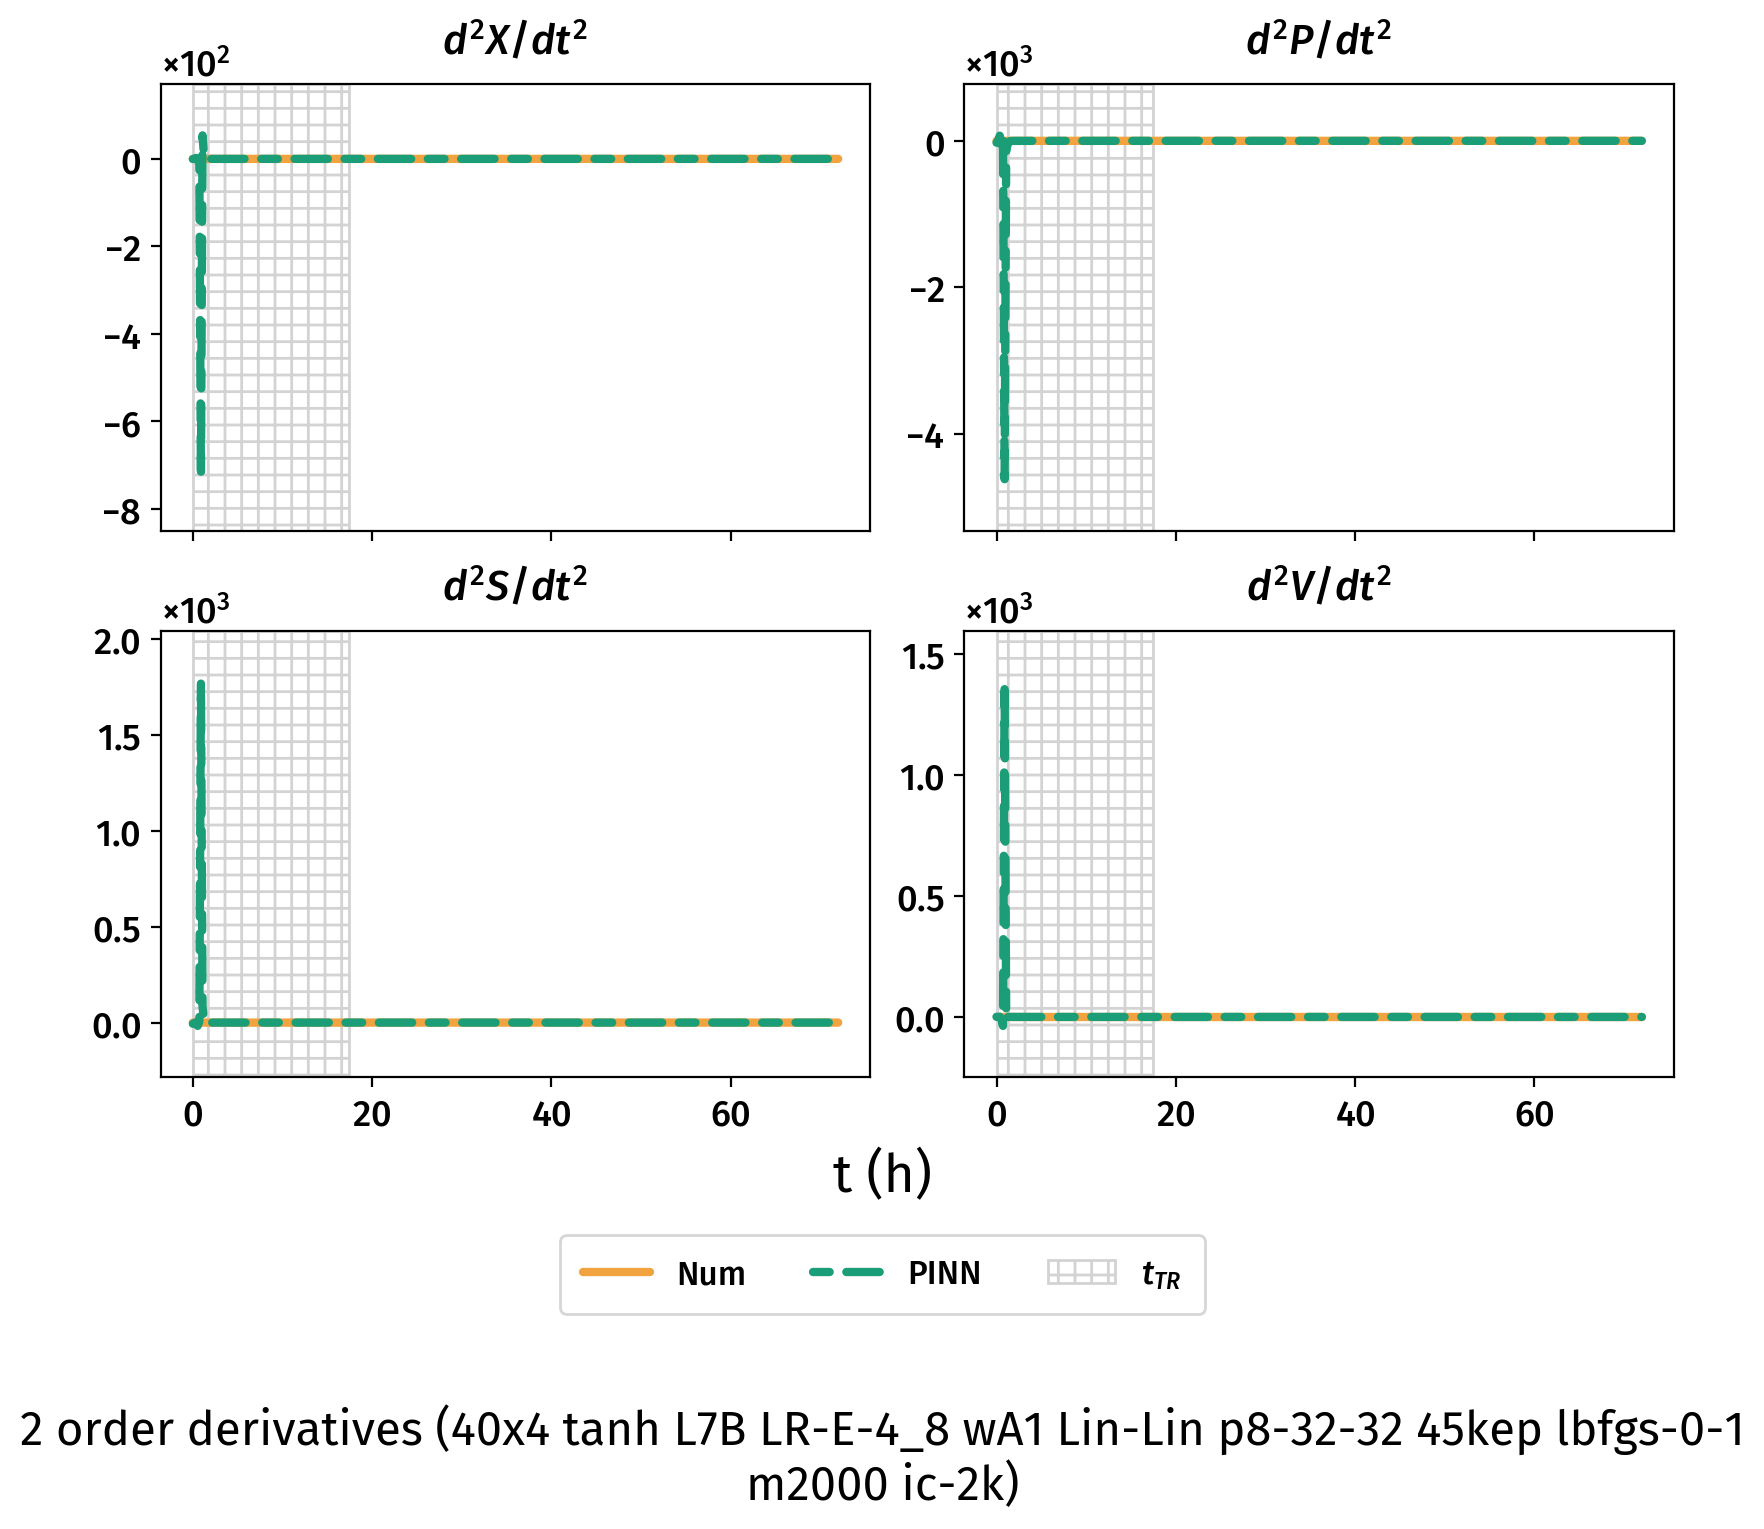 d²X/dt²
×10²
0
−2
−4
−6
−8
d²P/dt²
×10³
0
−2
−4
d²S/dt²
×10³
2.0
1.5
1.0
0.5
0.0
0 20 40 60
d²V/dt²
×10³
1.5
1.0
0.5
0.0
0 20 40 60
t (h)
Num PINN t_TR
2 order derivatives (40x4 tanh L7B LR-E-4_8 wA1 Lin-Lin p8-32-32 45kep lbfgs-0-1
m2000 ic-2k)